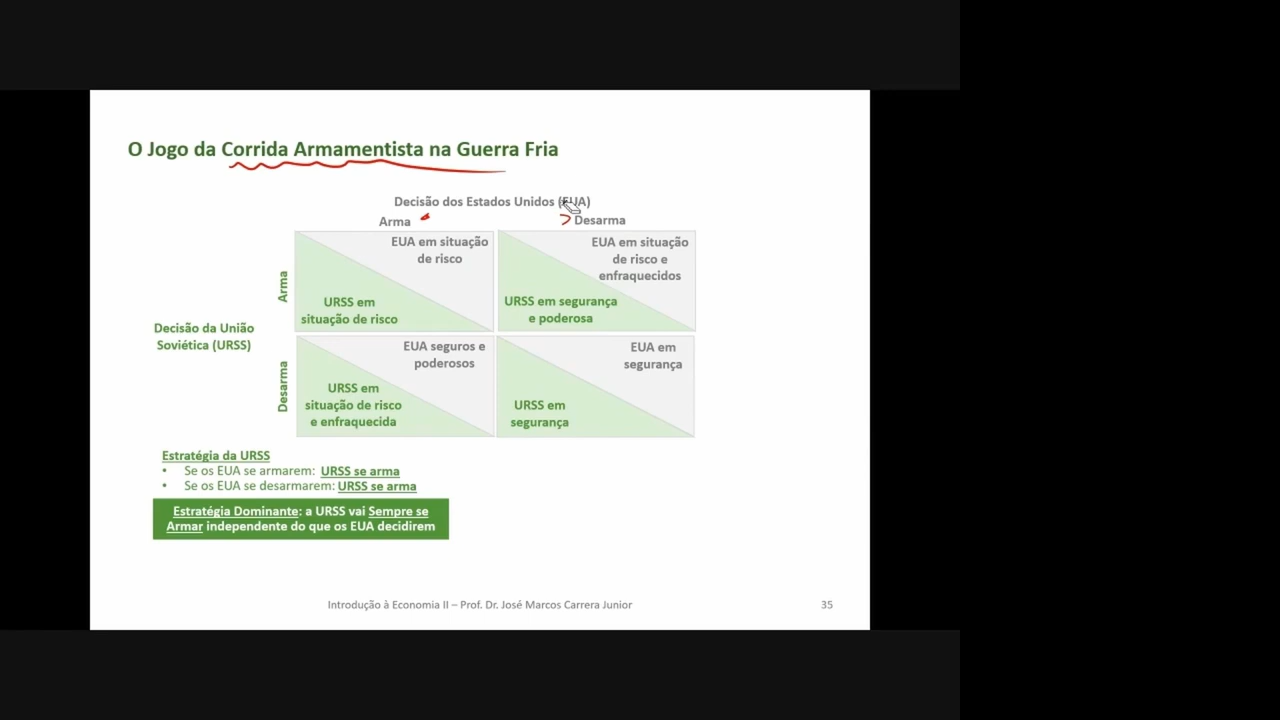 O Jogo da Corrida Armamentista na Guerra Fria
Decisão dos Estados Unidos (EUA)
Arma
Desarma
Decisão da União
Soviética (URSS)
Arma
EUA em situação
de risco
URSS em
situação de risco
EUA em situação
de risco e
enfraquecidos
URSS em segurança
e poderosa
Desarma
EUA seguros e
poderosos
URSS em
situação de risco
e enfraquecida
EUA em
segurança
URSS em
segurança
Estratégia da URSS
• Se os EUA se armarem: URSS se arma
• Se os EUA se desarmarem: URSS se arma
Estratégia Dominante: a URSS vai Sempre se
Armar independente do que os EUA decidirem
Introdução à Economia II – Prof. Dr. José Marcos Carrera Junior
35